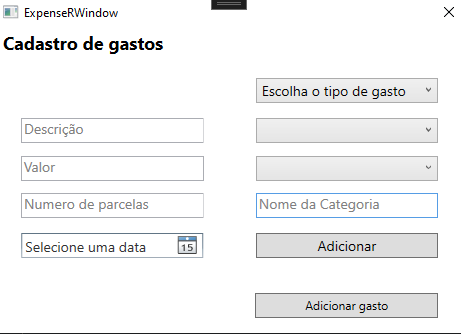 ExpenseRWindow
Cadastro de gastos
Escolha o tipo de gasto
Descrição
Valor
Numero de parcelas
Nome da Categoria
Selecione uma data
15
Adicionar
Adicionar gasto